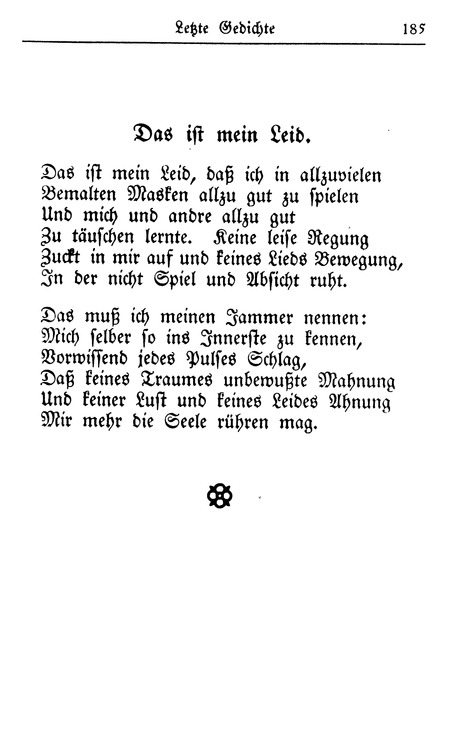 Letzte Gedichte 185
Das ist mein Leid.
Das ist mein Leid, daß ich in allzuvielen
Bemalten Masken allzu gut zu spielen
Und mich und andre allzu gut
Zu täuschen lernte. Keine leise Regung
Zuckt in mir auf und keines Lieds Bewegung,
In der nicht Spiel und Absicht ruht.
Das muß ich meinen Jammer nennen:
Mich selber so ins Innerste zu kennen,
Vorwissend jedes Pulses Schlag,
Daß keines Traumes unbewußte Mahnung
Und keiner Lust und keines Leides Ahnung
Mir mehr die Seele rühren mag.